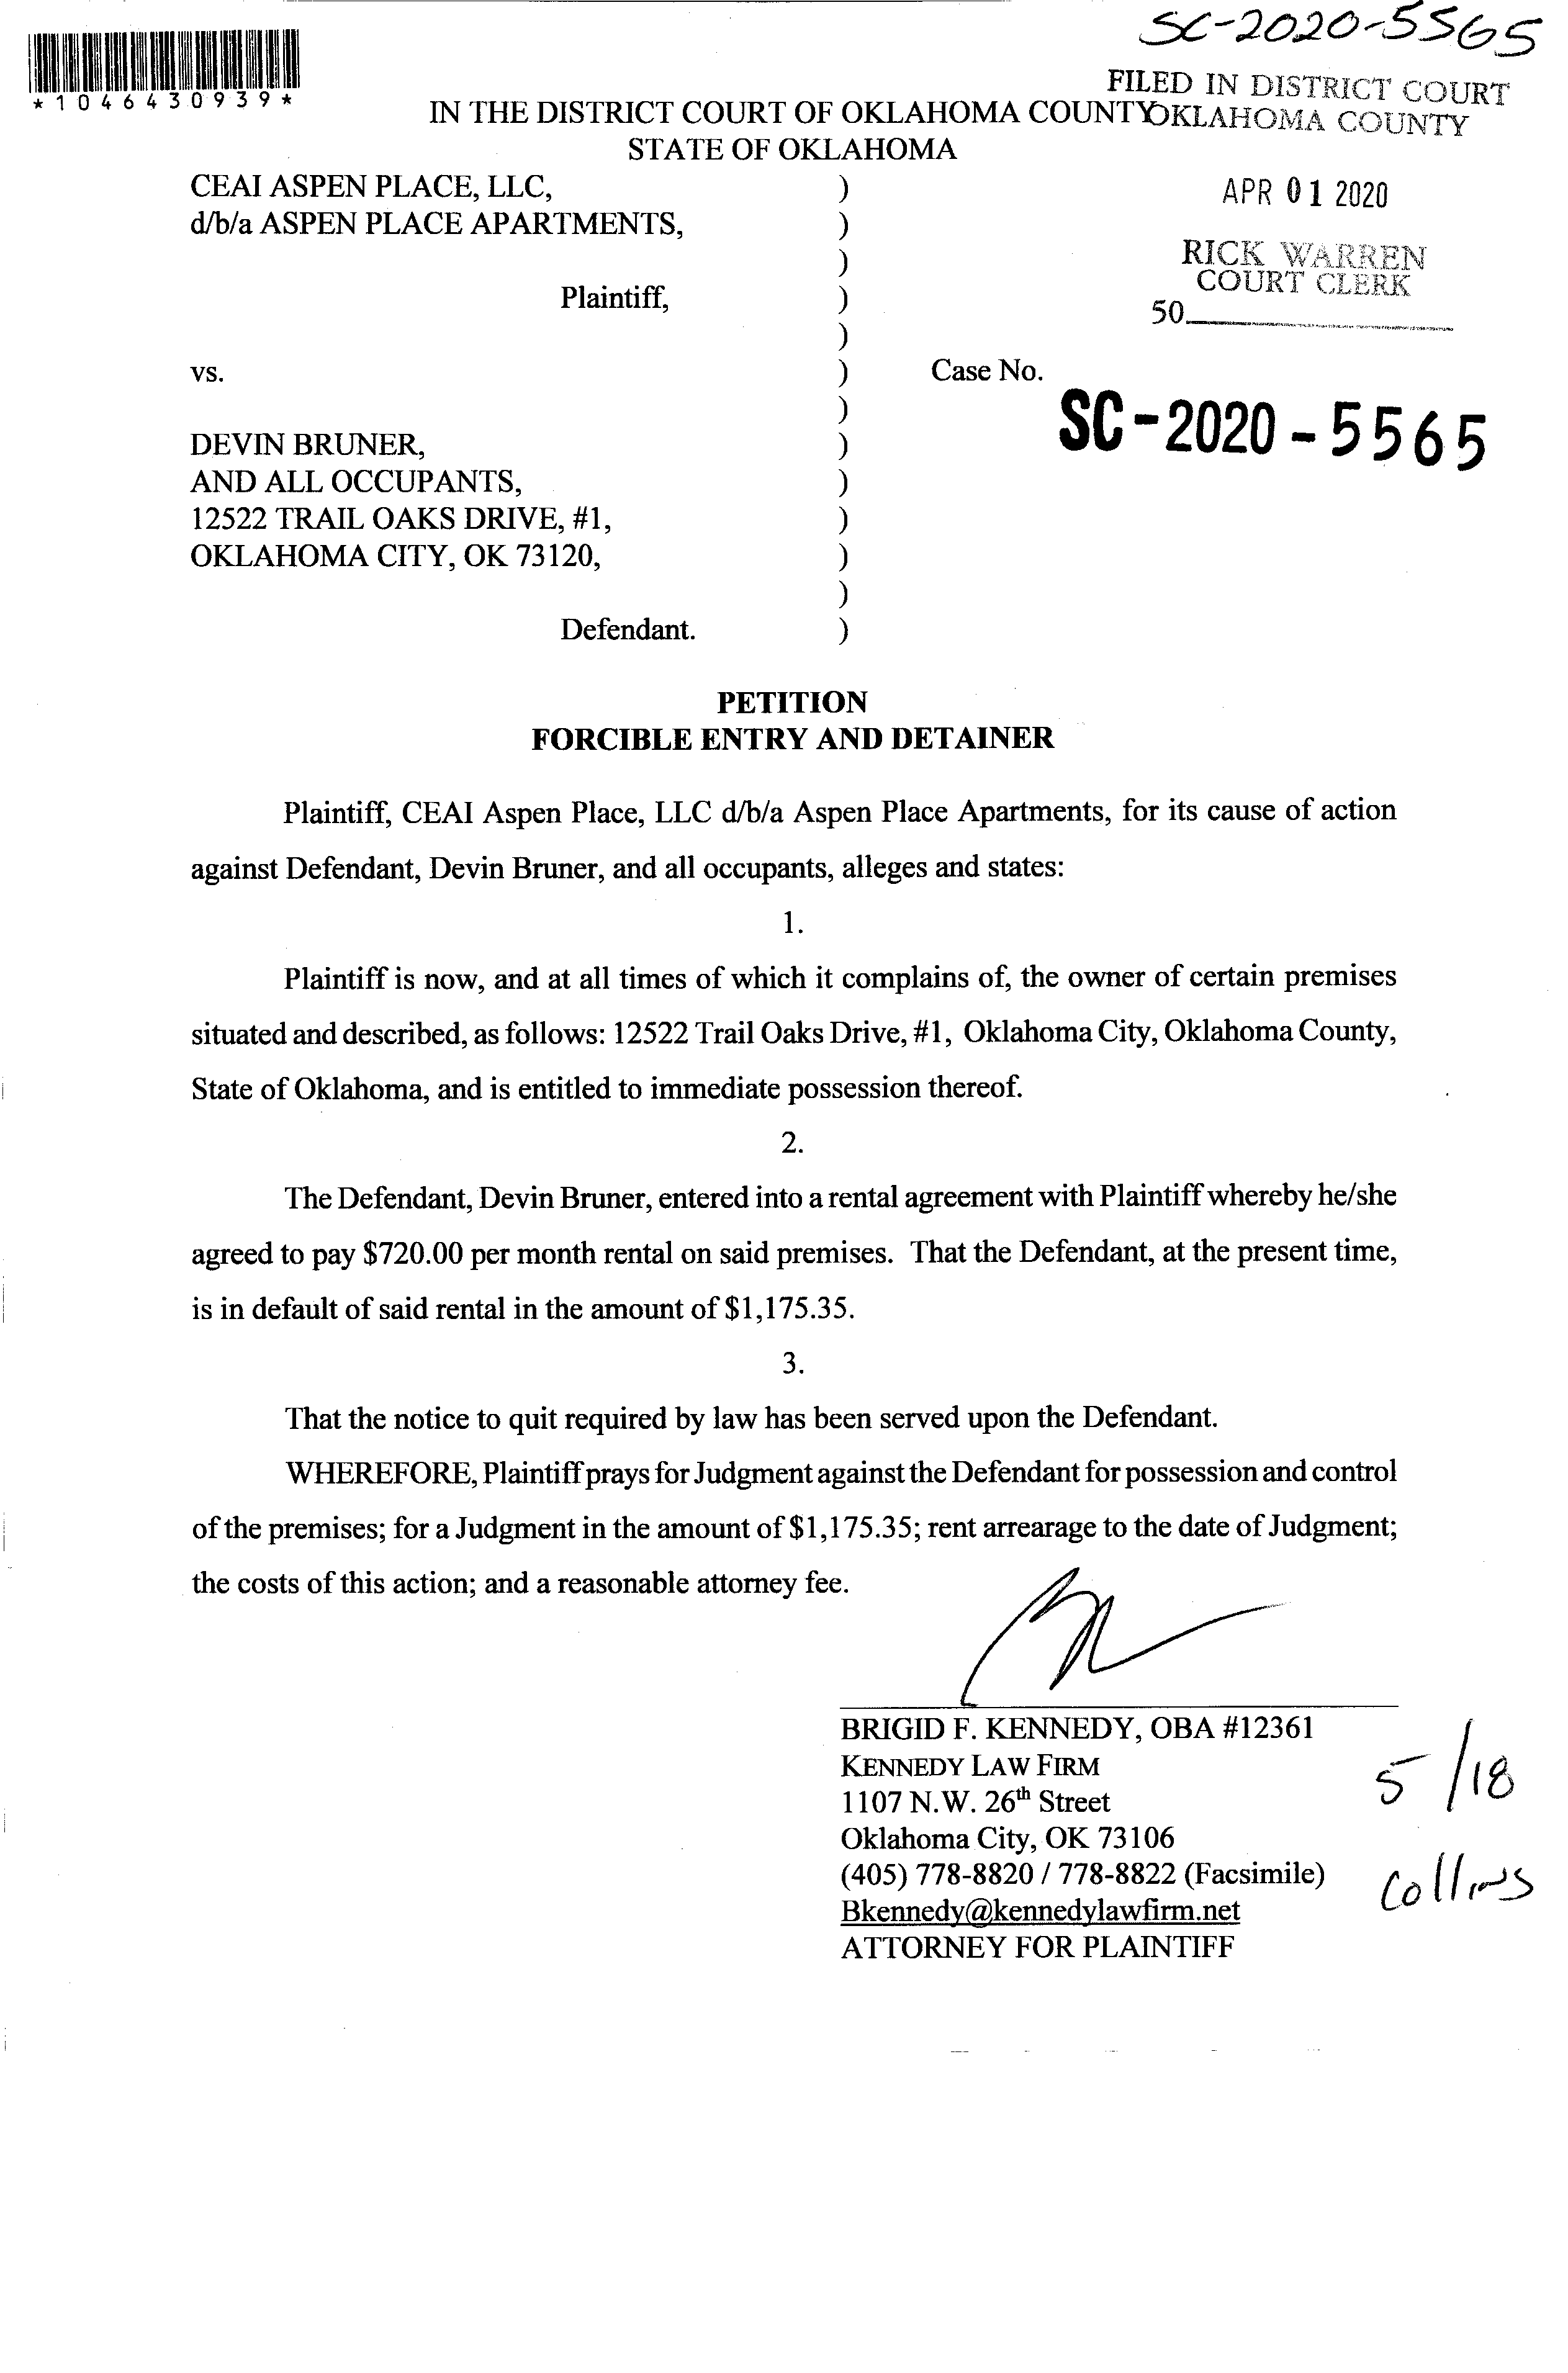 SC-2020-5565
*1046430939*
FILED IN DISTRICT COURT
OKLAHOMA COUNTY
IN THE DISTRICT COURT OF OKLAHOMA COUNTY
STATE OF OKLAHOMA
APR 01 2020
RICK WARREN
COURT CLERK
50
CEAI ASPEN PLACE, LLC, )
d/b/a ASPEN PLACE APARTMENTS, )
)
Plaintiff, )
)
vs. ) Case No.
)
SC-2020-5565
DEVIN BRUNER, )
AND ALL OCCUPANTS, )
12522 TRAIL OAKS DRIVE, #1, )
OKLAHOMA CITY, OK 73120, )
)
Defendant. )
PETITION
FORCIBLE ENTRY AND DETAINER
Plaintiff, CEAI Aspen Place, LLC d/b/a Aspen Place Apartments, for its cause of action
against Defendant, Devin Bruner, and all occupants, alleges and states:
1.
Plaintiff is now, and at all times of which it complains of, the owner of certain premises
situated and described, as follows: 12522 Trail Oaks Drive, #1, Oklahoma City, Oklahoma County,
State of Oklahoma, and is entitled to immediate possession thereof.
2.
The Defendant, Devin Bruner, entered into a rental agreement with Plaintiff whereby he/she
agreed to pay $720.00 per month rental on said premises. That the Defendant, at the present time,
is in default of said rental in the amount of $1,175.35.
3.
That the notice to quit required by law has been served upon the Defendant.
WHEREFORE, Plaintiff prays for Judgment against the Defendant for possession and control
of the premises; for a Judgment in the amount of $1,175.35; rent arrearage to the date of Judgment;
the costs of this action; and a reasonable attorney fee.
BRIGID F. KENNEDY, OBA #12361
KENNEDY LAW FIRM
1107 N.W. 26th Street
Oklahoma City, OK 73106
(405) 778-8820 / 778-8822 (Facsimile)
Bkennedy@kennedylawfirm.net
ATTORNEY FOR PLAINTIFF
5/18
Collins